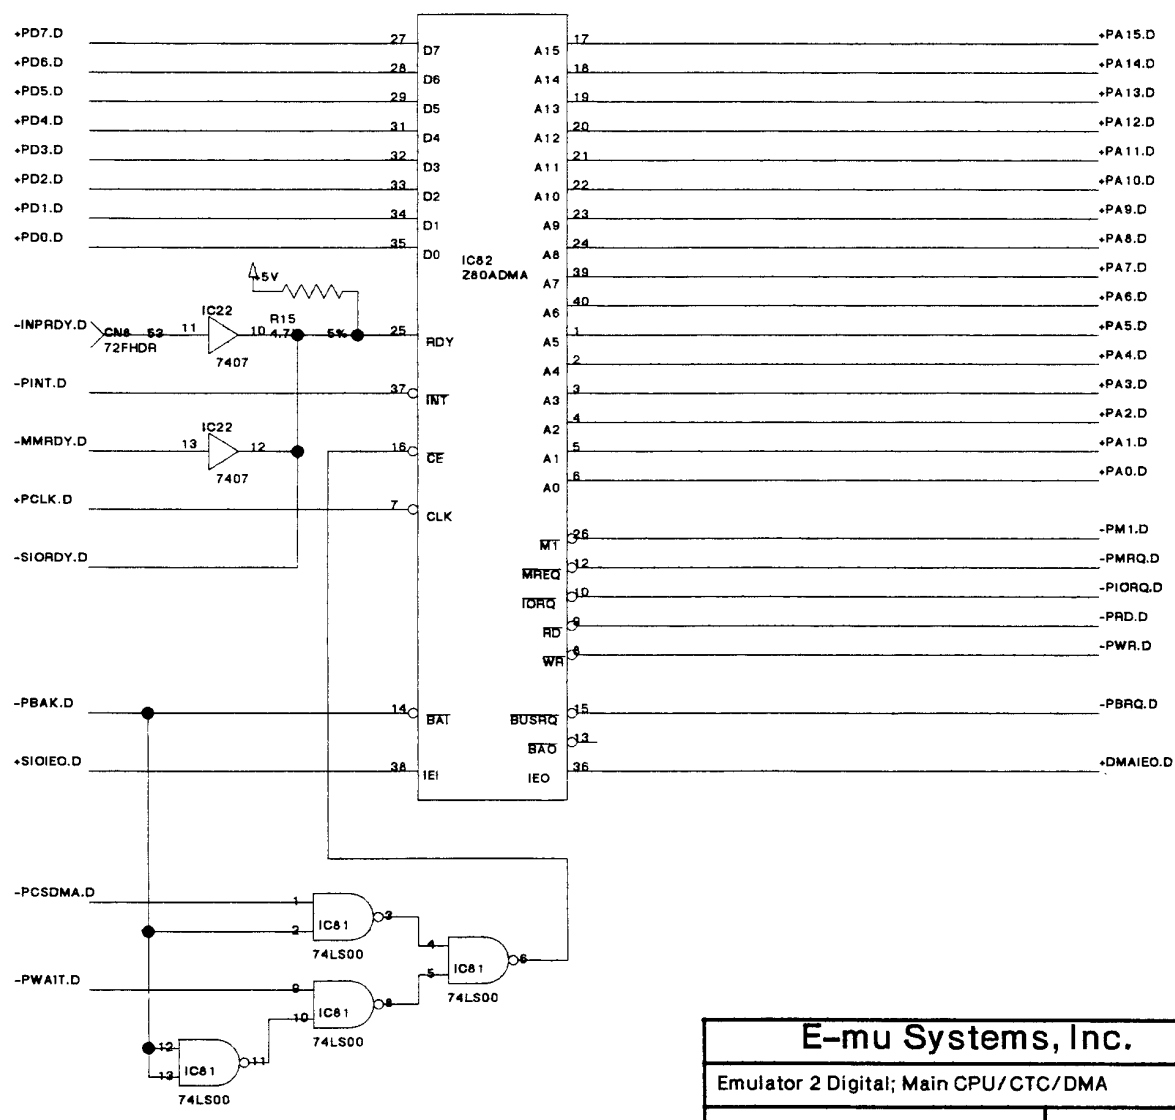 +PD7.D 27 D7 A15 17 +PA15.D
+PD6.D 28 D6 A14 18 +PA14.D
+PD5.D 29 D5 A13 19 +PA13.D
+PD4.D 31 D4 A12 20 +PA12.D
+PD3.D 32 D3 A11 21 +PA11.D
+PD2.D 33 D2 A10 22 +PA10.D
+PD1.D 34 D1 A9 23 +PA9.D
+PD0.D 35 D0 A8 24 +PA8.D
IC82
Z80ADMA
A7 39 +PA7.D
+5V
A6 40 +PA6.D
-INPRDY.D CN6 53 11 IC22 10 R15 5% 25 RDY A5 1 +PA5.D
72FHDR 7407
A4 2 +PA4.D
-PINT.D 37 INT A3 3 +PA3.D
IC22
A2 4 +PA2.D
-MMRDY.D 13 12 16 CE A1 5 +PA1.D
7407
A0 6 +PA0.D
+PCLK.D 7 CLK
M1 26 -PM1.D
-SIORDY.D MREQ 12 -PMRQ.D
IORQ 10 -PIORQ.D
RD 9 -PRD.D
WR 8 -PWR.D
-PBAK.D 14 BAI BUSRQ 15 -PBRQ.D
BAO 13
+SIOIEO.D 38 IEI IEO 36 +DMAIEO.D
-PCSDMA.D 1 2 IC81 3
74LS00
4 5 IC81 6
74LS00
-PWAIT.D 9 10 IC81 8
74LS00
12 13 IC81 11
74LS00
E-mu Systems, Inc.
Emulator 2 Digital; Main CPU/CTC/DMA